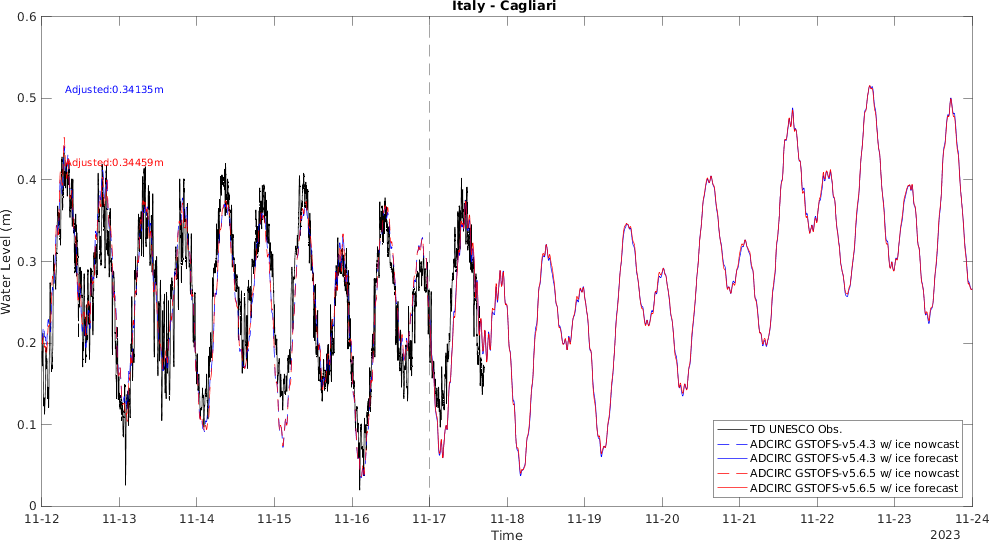 Italy - Cagliari
0.6
0.5
0.4
0.3
0.2
0.1
0
Water Level (m)
Adjusted:0.34135m
Adjusted:0.34459m
TD UNESCO Obs.
ADCIRC GSTOFS-v5.4.3 w/ ice nowcast
ADCIRC GSTOFS-v5.4.3 w/ ice forecast
ADCIRC GSTOFS-v5.6.5 w/ ice nowcast
ADCIRC GSTOFS-v5.6.5 w/ ice forecast
11-12 11-13 11-14 11-15 11-16 11-17 11-18 11-19 11-20 11-21 11-22 11-23 11-24
Time
2023